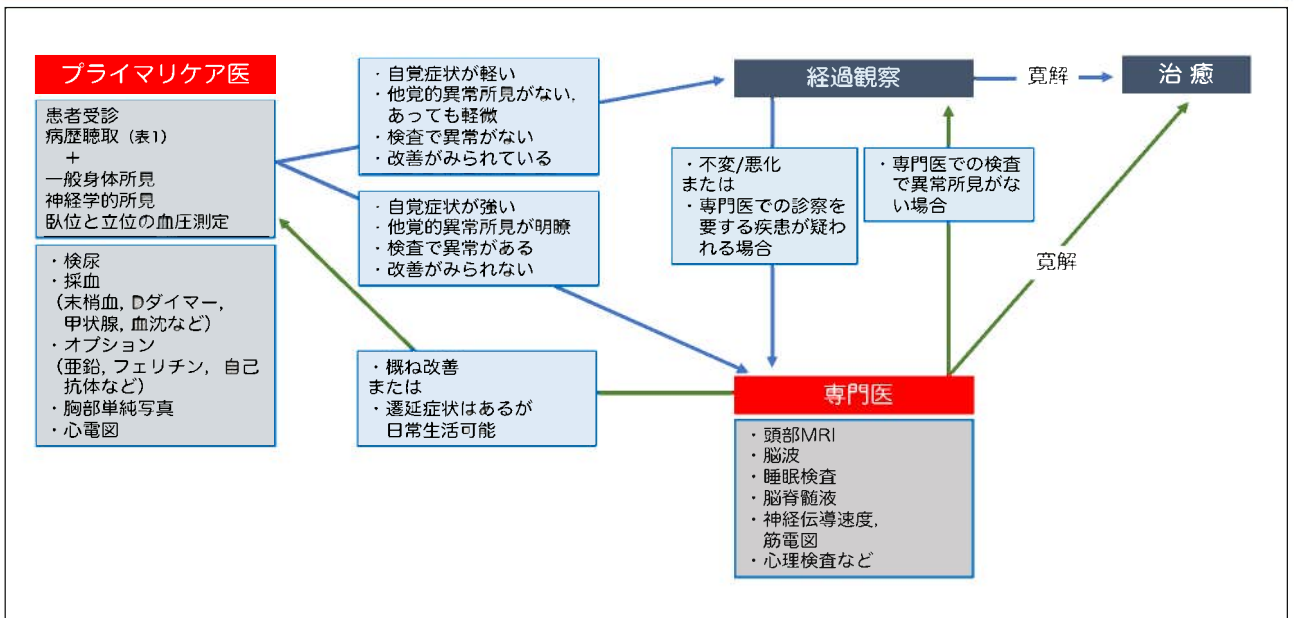 プライマリケア医
患者受診
病歴聴取（表1）
＋
一般身体所見
神経学的所見
臥位と立位の血圧測定
・検尿
・採血
（末梢血, Dダイマー,
甲状腺, 血沈など）
・オプション
（亜鉛, フェリチン, 自己
抗体など）
・胸部単純写真
・心電図
・自覚症状が軽い
・他覚的異常所見がない,
あっても軽微
・検査で異常がない
・改善がみられている
・自覚症状が強い
・他覚的異常所見が明瞭
・検査で異常がある
・改善がみられない
・概ね改善
または
・遷延症状はあるが
日常生活可能
経過観察
寛解
治癒
・不変/悪化
または
・専門医での診察を
要する疾患が疑わ
れる場合
・専門医での検査
で異常所見がな
い場合
寛解
専門医
・頭部MRI
・脳波
・睡眠検査
・脳脊髄液
・神経伝導速度,
筋電図
・心理検査など